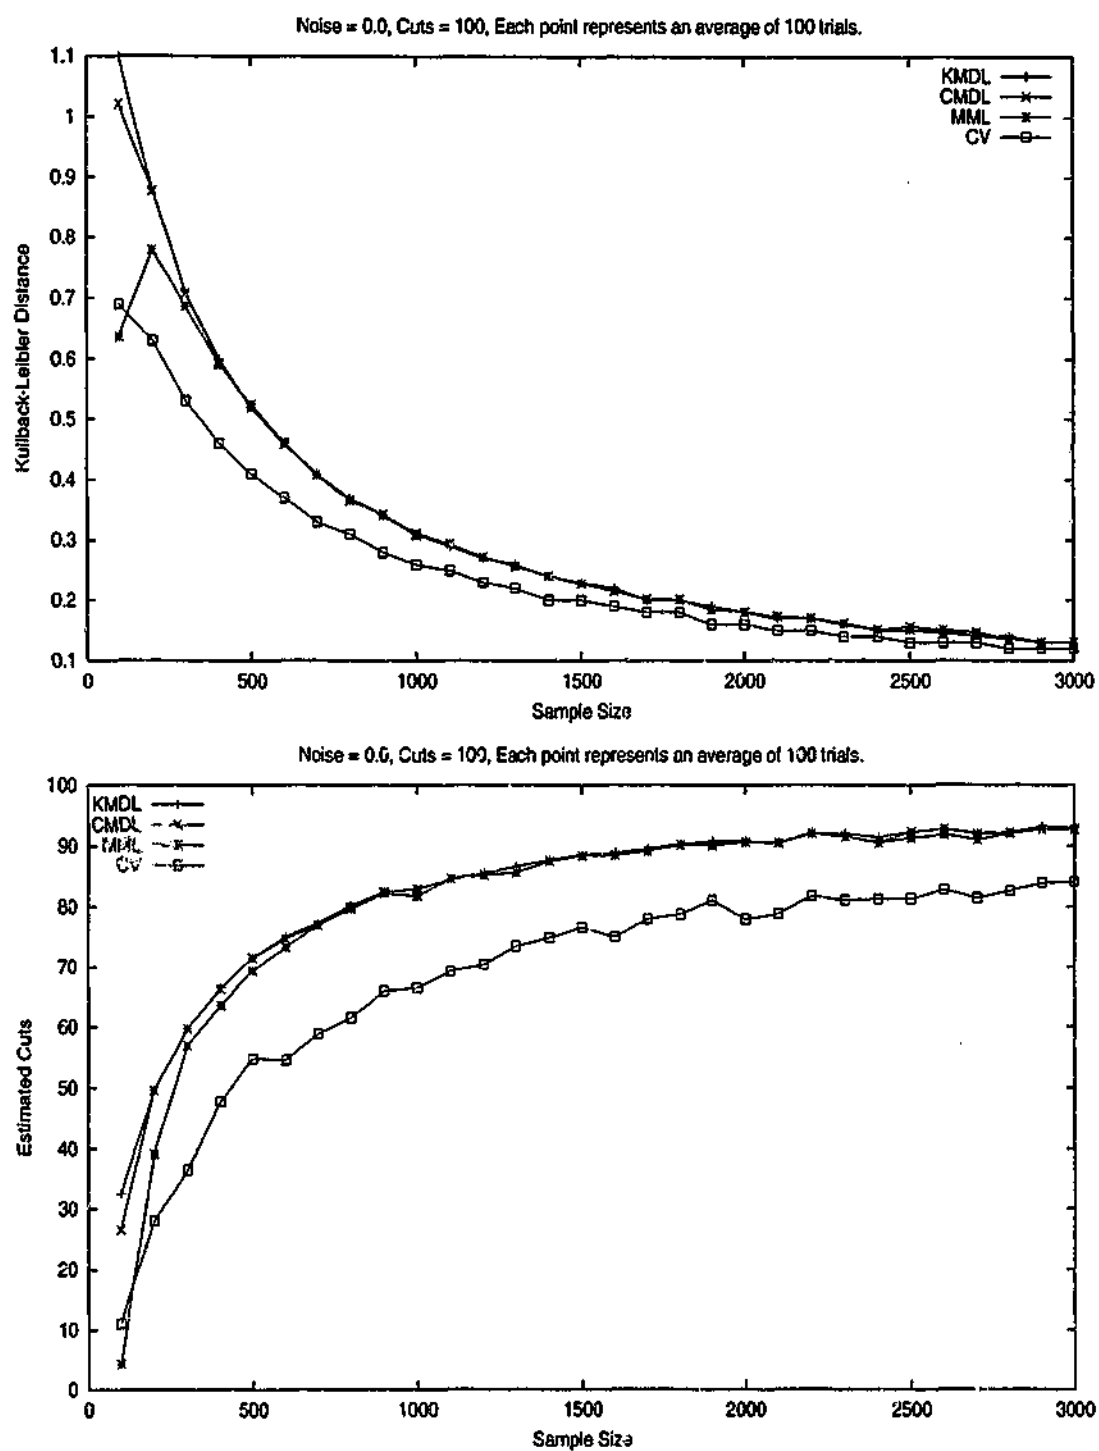 Noise = 0.0, Cuts = 100, Each point represents an average of 100 trials.
1.1
1
0.9
0.8
0.7
0.6
0.5
0.4
0.3
0.2
0.1
Kullback-Leibler Distance
KMDL
CMDL
MML
CV
0 500 1000 1500 2000 2500 3000
Sample Size
Noise = 0.0, Cuts = 100, Each point represents an average of 100 trials.
100
90
80
70
60
50
40
30
20
10
0
Estimated Cuts
KMDL
CMDL
MML
CV
0 500 1000 1500 2000 2500 3000
Sample Size